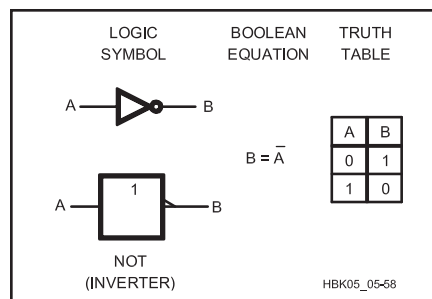 LOGIC SYMBOL
BOOLEAN EQUATION
TRUTH TABLE
A
B
B = A̅
A B
0 1
1 0
A
1
B
NOT
(INVERTER)
HBK05_05-58